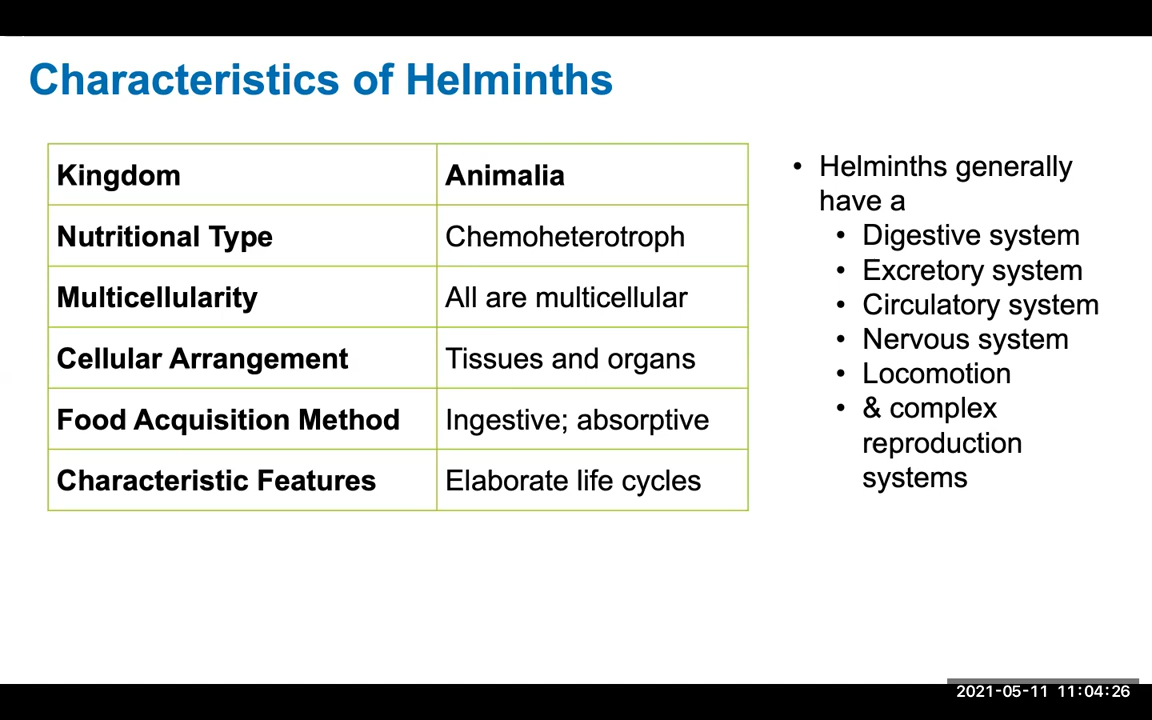 Characteristics of Helminths
Kingdom Animalia
Nutritional Type Chemoheterotroph
Multicellularity All are multicellular
Cellular Arrangement Tissues and organs
Food Acquisition Method Ingestive; absorptive
Characteristic Features Elaborate life cycles
• Helminths generally
have a
• Digestive system
• Excretory system
• Circulatory system
• Nervous system
• Locomotion
• & complex
reproduction
systems
2021-05-11 11:04:26